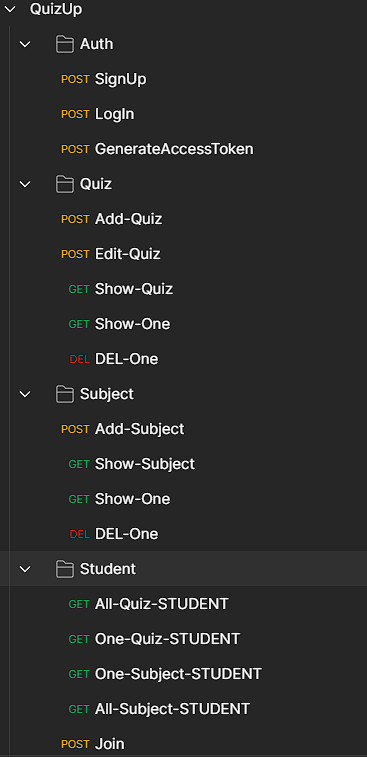 QuizUp
Auth
POST SignUp
POST LogIn
POST GenerateAccessToken
Quiz
POST Add-Quiz
POST Edit-Quiz
GET Show-Quiz
GET Show-One
DEL DEL-One
Subject
POST Add-Subject
GET Show-Subject
GET Show-One
DEL DEL-One
Student
GET All-Quiz-STUDENT
GET One-Quiz-STUDENT
GET One-Subject-STUDENT
GET All-Subject-STUDENT
POST Join